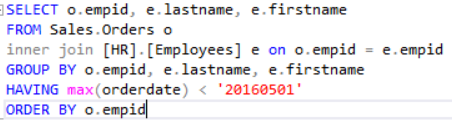 SELECT o.empid, e.lastname, e.firstname
FROM Sales.Orders o
inner join [HR].[Employees] e on o.empid = e.empid
GROUP BY o.empid, e.lastname, e.firstname
HAVING max(orderdate) < '20160501'
ORDER BY o.empid